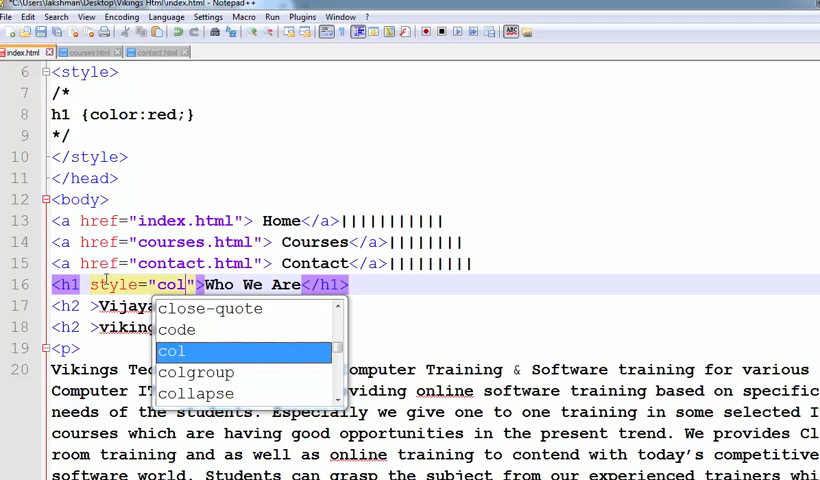 *C:\Users\lakshman\Desktop\Vikings Html\index.html - Notepad++
Edit Search View Encoding Language Settings Macro Run Plugins Window ?
index.html courses.html contact.html
6 <style>
7 /*
8 h1 {color:red;}
9 */
10 </style>
11 </head>
12 <body>
13 <a href="index.html"> Home</a>|||||||||||
14 <a href="courses.html"> Courses</a>||||||||
15 <a href="contact.html"> Contact</a>|||||||||
16 <h1 style="col">Who We Are</h1>
17 <h2 >Vijaya
18 <h2 >vikin
19 <p>
close-quote
code
col
colgroup
collapse
20 Vikings Tec omputer Training & Software training for various
Computer IT viding online software training based on specific
needs of the students. Especially we give one to one training in some selected I
courses which are having good opportunities in the present trend. We provides Cl
room training and as well as online training to contend with today's competitive
software world. Students can grasp the subject from our experienced trainers whi